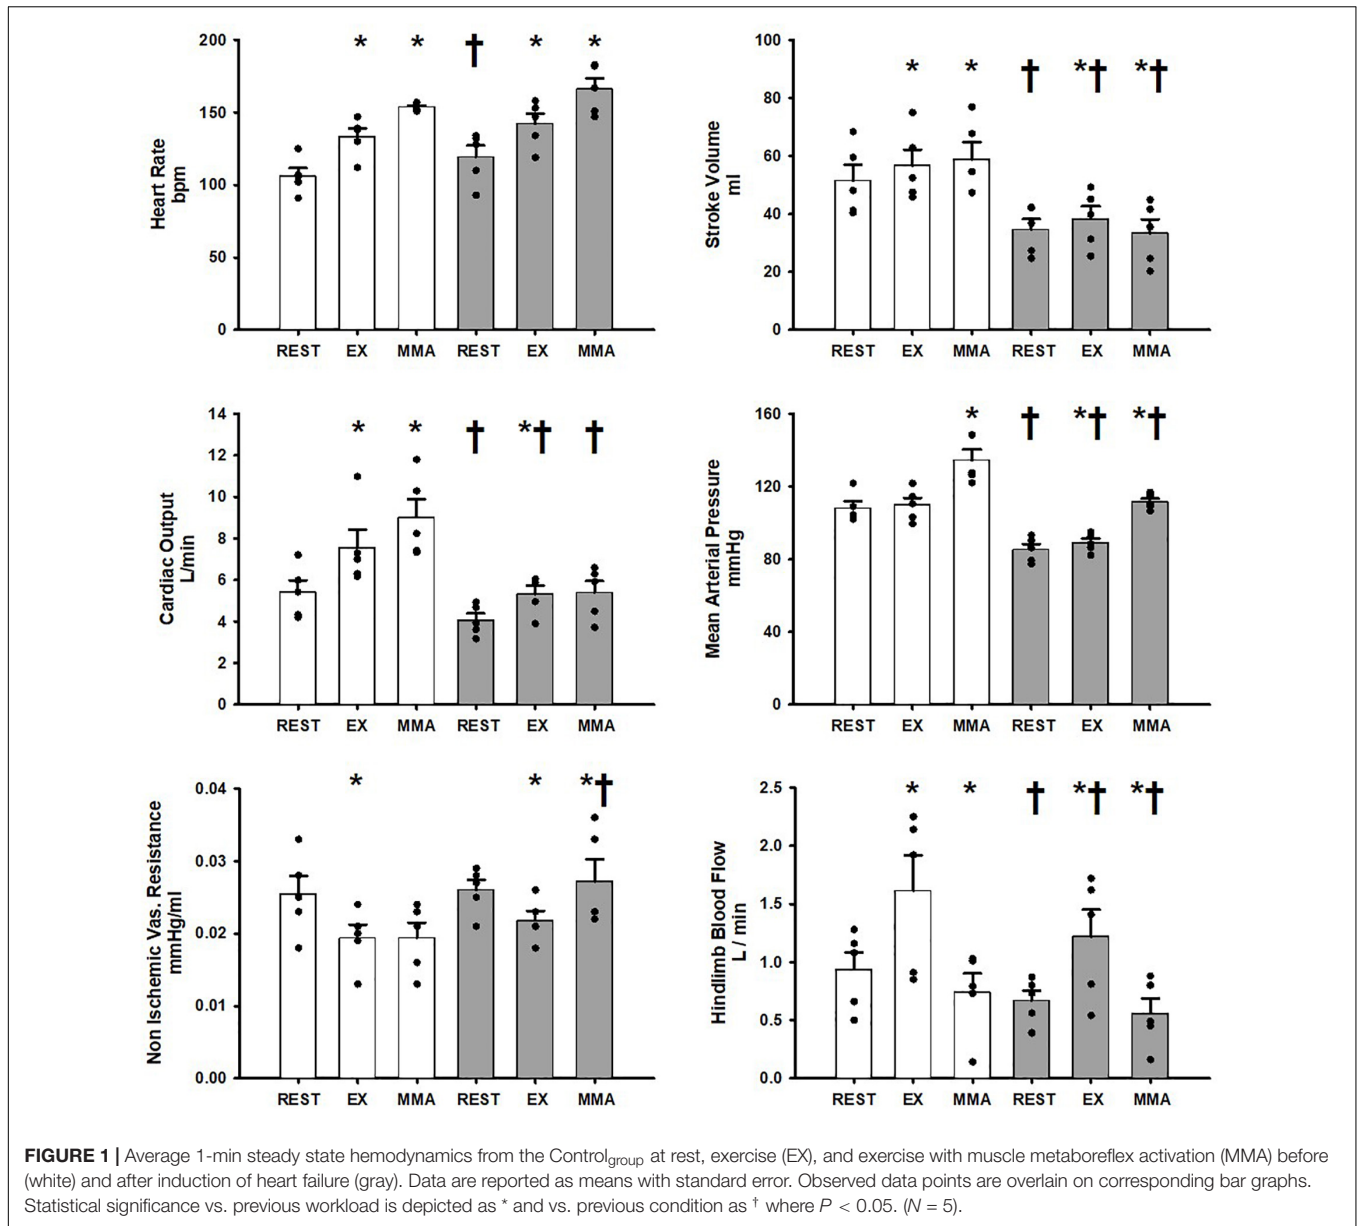 * * † * *
200
150
100
50
0
Heart Rate
bpm
REST EX MMA REST EX MMA
* * † *† *†
100
80
60
40
20
0
Stroke Volume
ml
REST EX MMA REST EX MMA
* * † *† †
14
12
10
8
6
4
2
0
Cardiac Output
L/min
REST EX MMA REST EX MMA
* † *† *†
160
120
80
40
0
Mean Arterial Pressure
mmHg
REST EX MMA REST EX MMA
* * *†
0.04
0.03
0.02
0.01
0.00
Non Ischemic Vas. Resistance
mmHg/ml
REST EX MMA REST EX MMA
* * † *† *†
2.5
2.0
1.5
1.0
0.5
0.0
Hindlimb Blood Flow
L / min
REST EX MMA REST EX MMA
FIGURE 1 | Average 1-min steady state hemodynamics from the Controlgroup at rest, exercise (EX), and exercise with muscle metaboreflex activation (MMA) before
(white) and after induction of heart failure (gray). Data are reported as means with standard error. Observed data points are overlain on corresponding bar graphs.
Statistical significance vs. previous workload is depicted as * and vs. previous condition as † where P < 0.05. (N = 5).